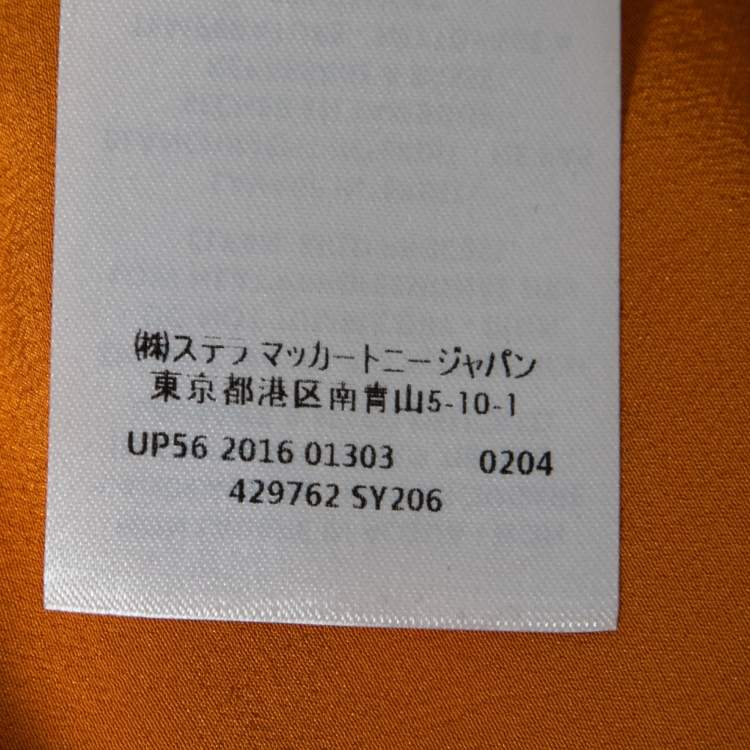 ㈱ステラ マッカートニージャパン
東京都港区南青山5-10-1
UP56 2016 01303 0204
429762 SY206